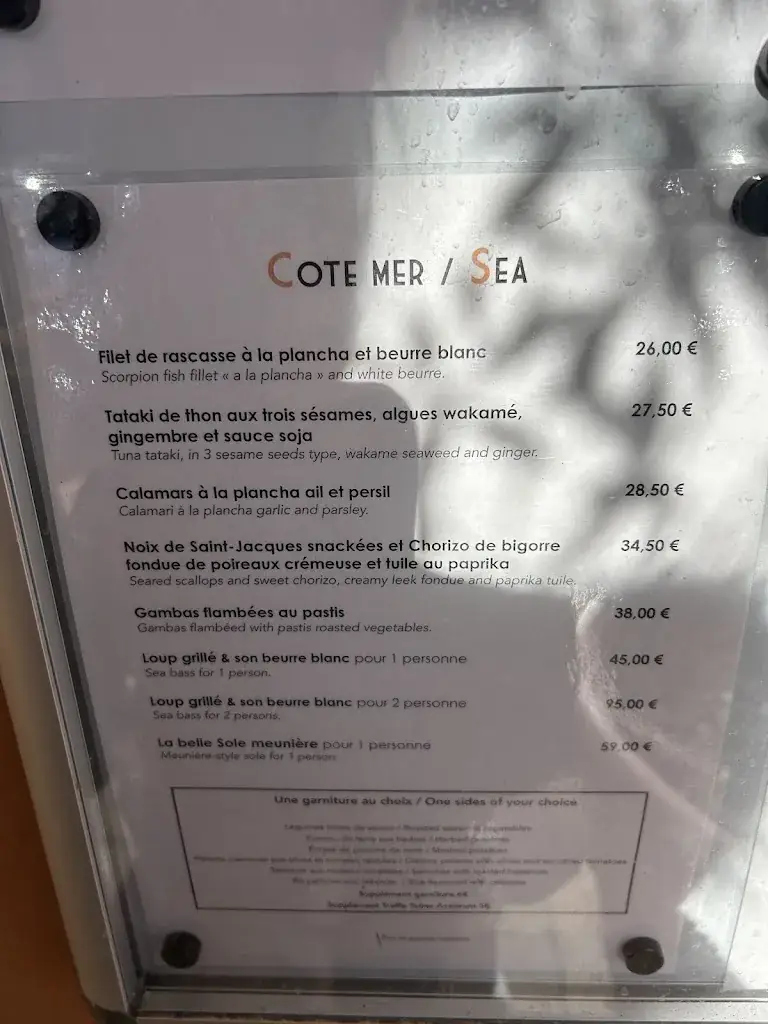 COTE MER / SEA
Filet de rascasse à la plancha et beurre blanc 26,00 €
Scorpion fish fillet « a la plancha » and white beurre.
Tataki de thon aux trois sésames, algues wakamé, 27,50 €
gingembre et sauce soja
Tuna tataki, in 3 sesame seeds type, wakame seaweed and ginger.
Calamars à la plancha ail et persil 28,50 €
Calamari à la plancha garlic and parsley.
Noix de Saint-Jacques snackées et Chorizo de bigorre 34,50 €
fondue de poireaux crémeuse et tuile au paprika
Seared scallops and sweet chorizo, creamy leek fondue and paprika tuile.
Gambas flambées au pastis 38,00 €
Gambas flambéed with pastis roasted vegetables.
Loup grillé & son beurre blanc pour 1 personne 45,00 €
Sea bass for 1 person.
Loup grillé & son beurre blanc pour 2 personne 95,00 €
Sea bass for 2 persons.
La belle Sole meunière pour 1 personne 59,00 €
Meunière-style sole for 1 person
Une garniture au choix / One sides of your choice
Supplément garniture